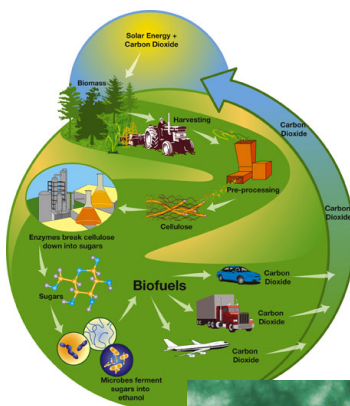 Solar Energy +
Carbon Dioxide
Biomass
Harvesting
Carbon
Dioxide
Pre-processing
Carbon
Dioxide
Cellulose
Enzymes break cellulose
down into sugars
Sugars
Biofuels
Carbon
Dioxide
Carbon
Dioxide
Carbon
Dioxide
Microbes ferment
sugars into
ethanol